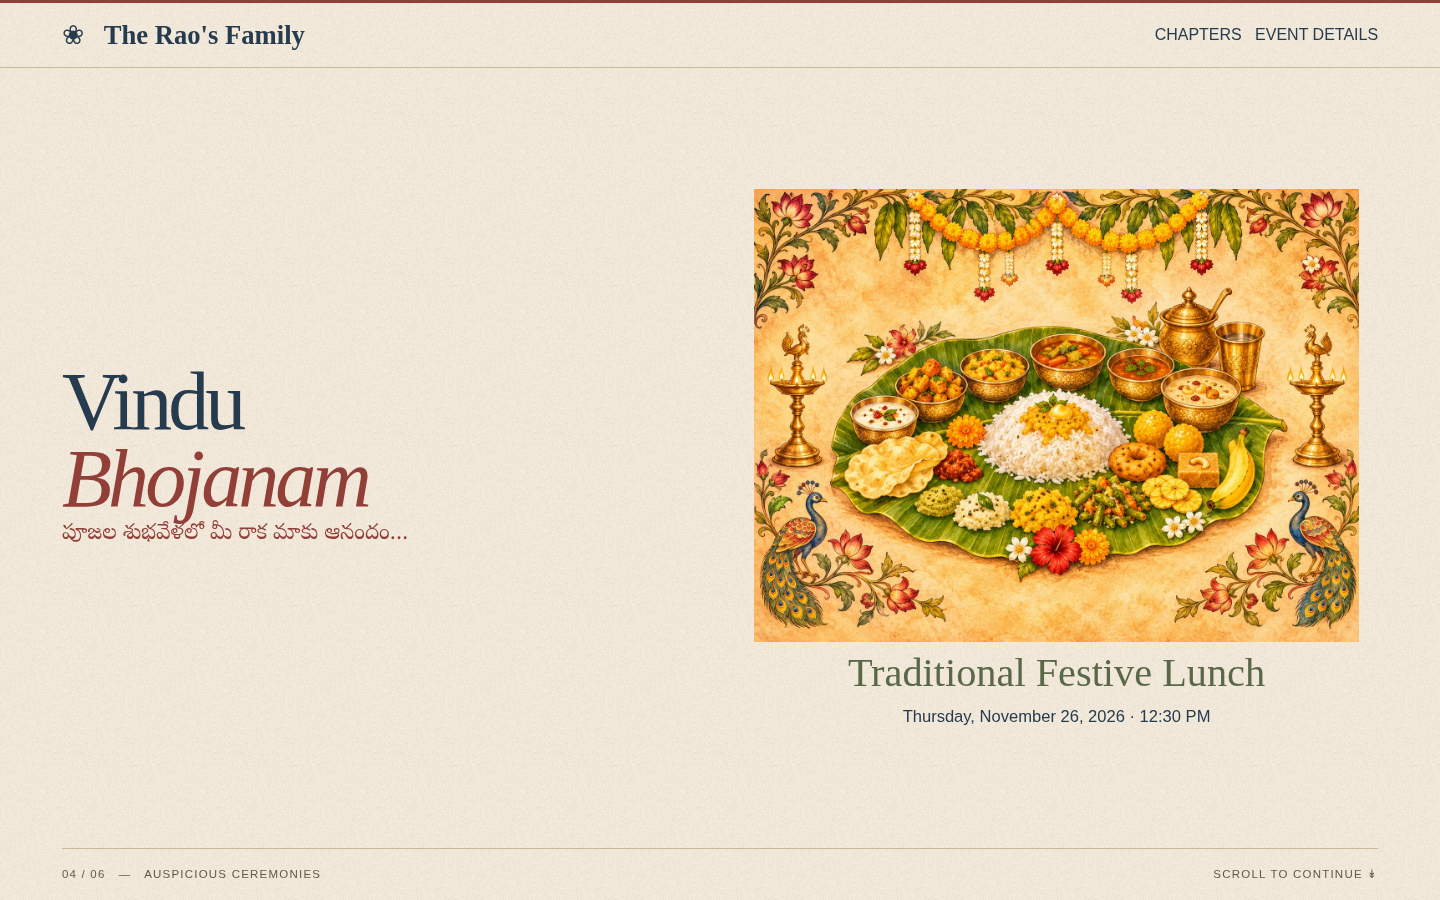 ❀ The Rao's Family
CHAPTERS EVENT DETAILS
Vindu
Bhojanam
పూజల శుభవేళలో మీ రాక మాకు ఆనందం...
Traditional Festive Lunch
Thursday, November 26, 2026 · 12:30 PM
04 / 06 — AUSPICIOUS CEREMONIES
SCROLL TO CONTINUE ↡